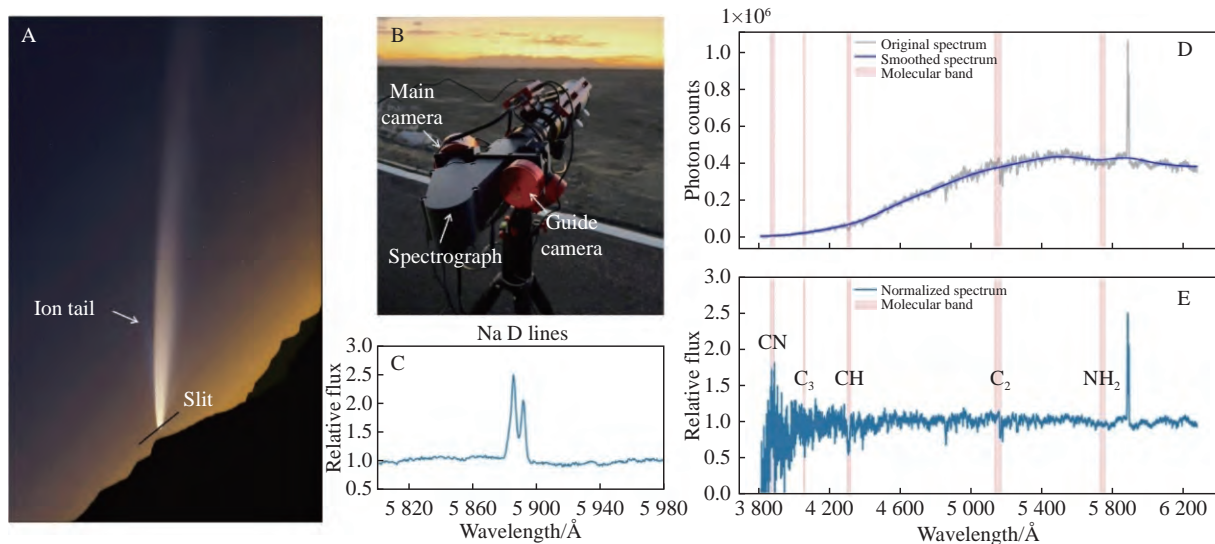 A
Ion tail
Slit
B
Main
camera
Guide
camera
Spectrograph
Na D lines
C
3.0
2.5
2.0
1.5
1.0
0.5
Relative flux
5 820
5 860
5 900
5 940
5 980
Wavelength/Å
1×10⁶
D
Original spectrum
Smoothed spectrum
Molecular band
1.0
0.8
0.6
0.4
0.2
0.0
Photon counts
E
Normalized spectrum
Molecular band
3.0
2.5
2.0
1.5
1.0
0.5
0.0
Relative flux
CN
C₃
CH
C₂
NH₂
3 800
4 200
4 600
5 000
5 400
5 800
6 200
Wavelength/Å